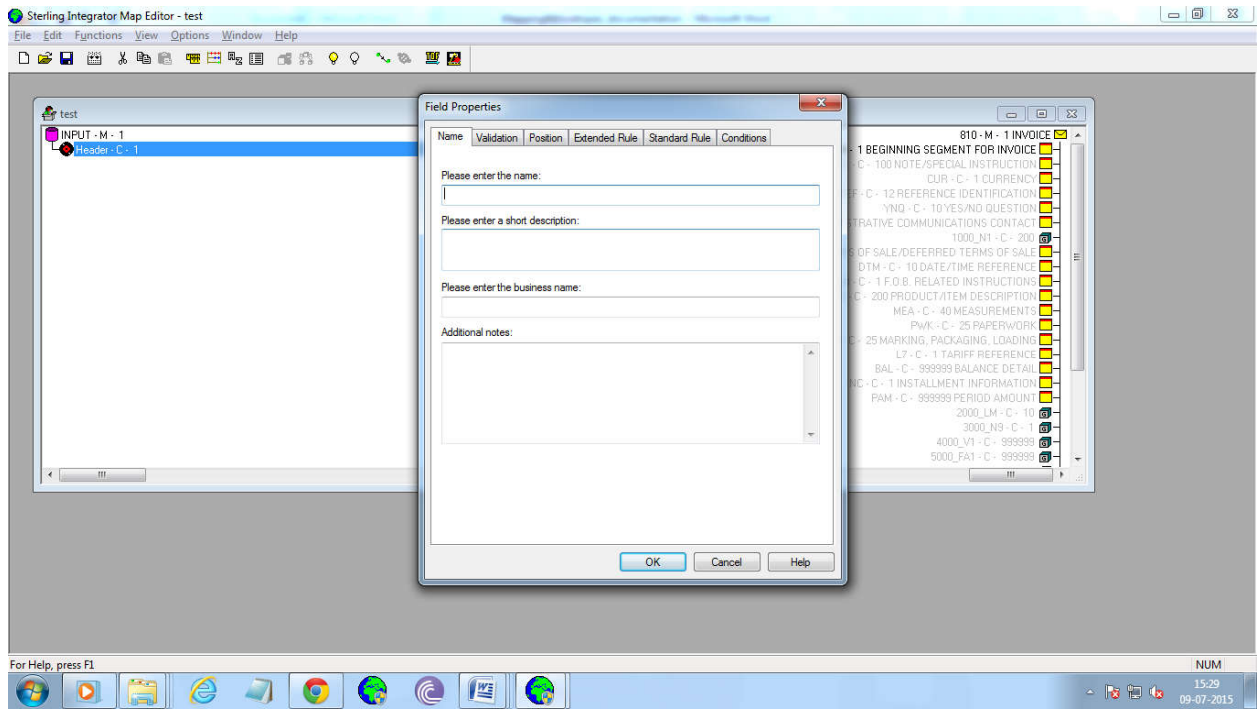 Sterling Integrator Map Editor - test
File Edit Functions View Options Window Help
test
INPUT - M - 1
Header - C - 1
Field Properties
Name Validation Position Extended Rule Standard Rule Conditions
Please enter the name:
Please enter a short description:
Please enter the business name:
Additional notes:
OK Cancel Help
810 - M - 1 INVOICE
- 1 BEGINNING SEGMENT FOR INVOICE
C - 100 NOTE/SPECIAL INSTRUCTION
CUR - C - 1 CURRENCY
- C - 12 REFERENCE IDENTIFICATION
YNQ - C - 10 YES/NO QUESTION
TRATIVE COMMUNICATIONS CONTACT
1000_N1 - C - 200
S OF SALE/DEFERRED TERMS OF SALE
DTM - C - 10 DATE/TIME REFERENCE
C - 1 F.O.B. RELATED INSTRUCTIONS
C - 200 PRODUCT/ITEM DESCRIPTION
MEA - C - 40 MEASUREMENTS
PWK - C - 25 PAPERWORK
C - 25 MARKING, PACKAGING, LOADING
L7 - C - 1 TARIFF REFERENCE
BAL - C - 999999 BALANCE DETAIL
NC - C - 1 INSTALLMENT INFORMATION
PAM - C - 999999 PERIOD AMOUNT
2000_LM - C - 10
3000_N9 - C - 1
4000_V1 - C - 999999
5000_FA1 - C - 999999
For Help, press F1
NUM
15:29
09-07-2015